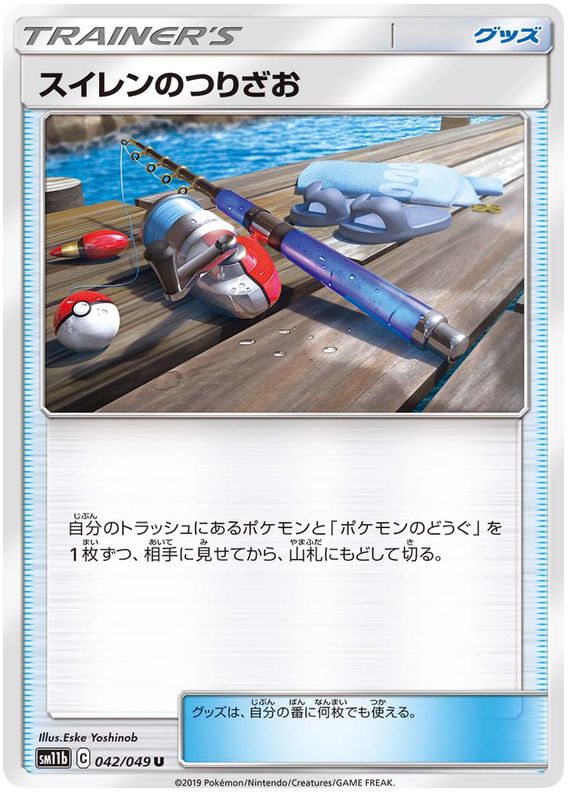 TRAINER'S グッズ
スイレンのつりざお
自分のトラッシュにあるポケモンと「ポケモンのどうぐ」を
1枚ずつ、相手に見せてから、山札にもどして切る。
グッズは、自分の番に何枚でも使える。
Illus.Eske Yoshinob
sm11b C 042/049 U
©2019 Pokémon/Nintendo/Creatures/GAME FREAK.